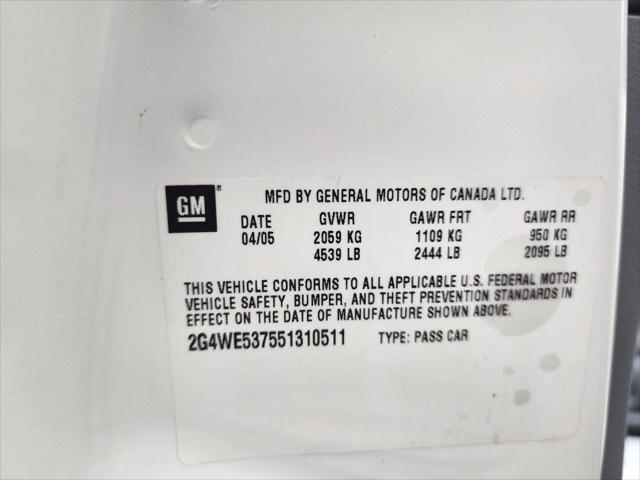 GM®
MFD BY GENERAL MOTORS OF CANADA LTD.
DATE GVWR GAWR FRT GAWR RR
04/05 2059 KG 1109 KG 950 KG
4539 LB 2444 LB 2095 LB
THIS VEHICLE CONFORMS TO ALL APPLICABLE U.S. FEDERAL MOTOR
VEHICLE SAFETY, BUMPER, AND THEFT PREVENTION STANDARDS IN
EFFECT ON THE DATE OF MANUFACTURE SHOWN ABOVE.
2G4WE537551310511 TYPE: PASS CAR